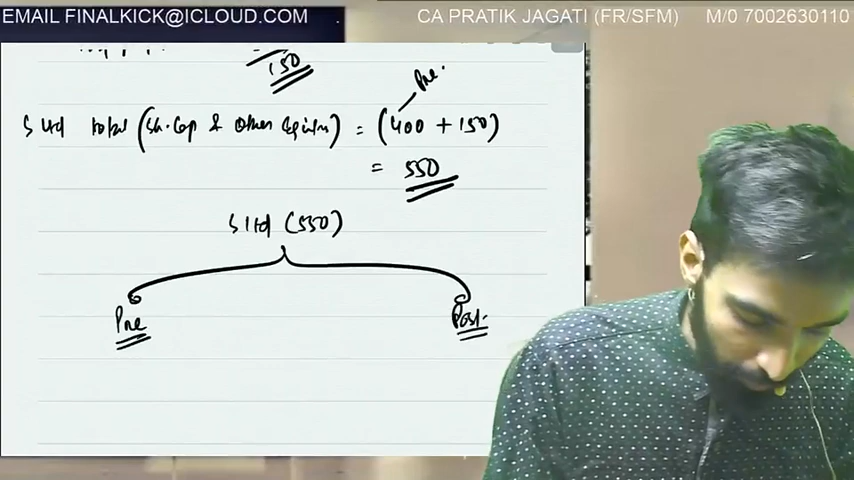 EMAIL FINALKICK@ICLOUD.COM CA PRATIK JAGATI (FR/SFM) M/0 7002630110
150
Pre.
S Ltd total (Sh. Cap & Other Equity) = (400 + 150)
= 550
S Ltd (550)
Pre Post